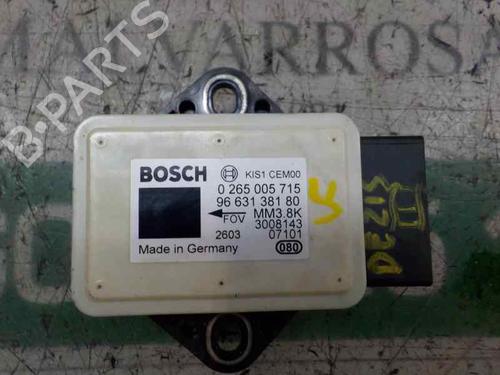 MALVARROSA
B-PARTS
BOSCH KIS1 CEM00
0 265 005 715
96 631 381 80
FOV MM3.8K
3008143
2603 07101
Made in Germany 080